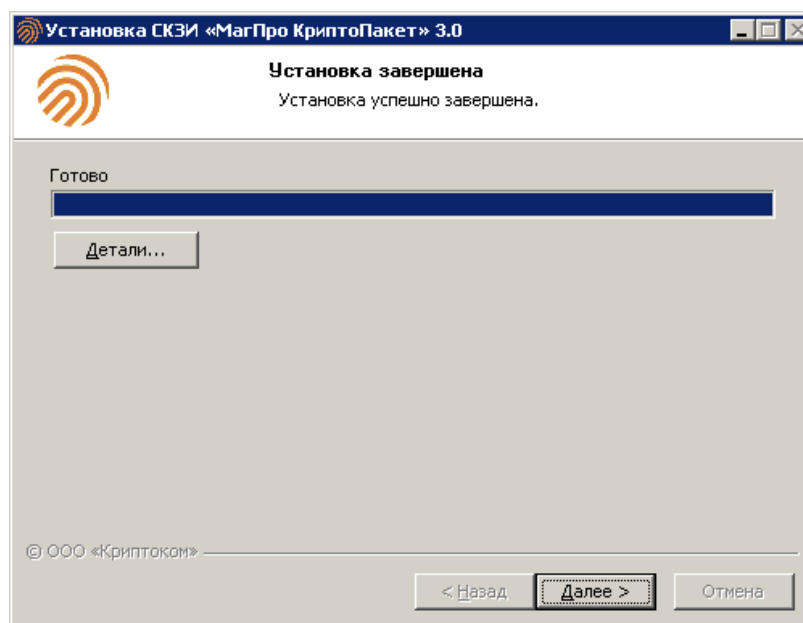 Установка СКЗИ «МагПро КриптоПакет» 3.0
Установка завершена
Установка успешно завершена.
Готово
Детали...
© ООО «Криптоком»
< Назад
Далее >
Отмена